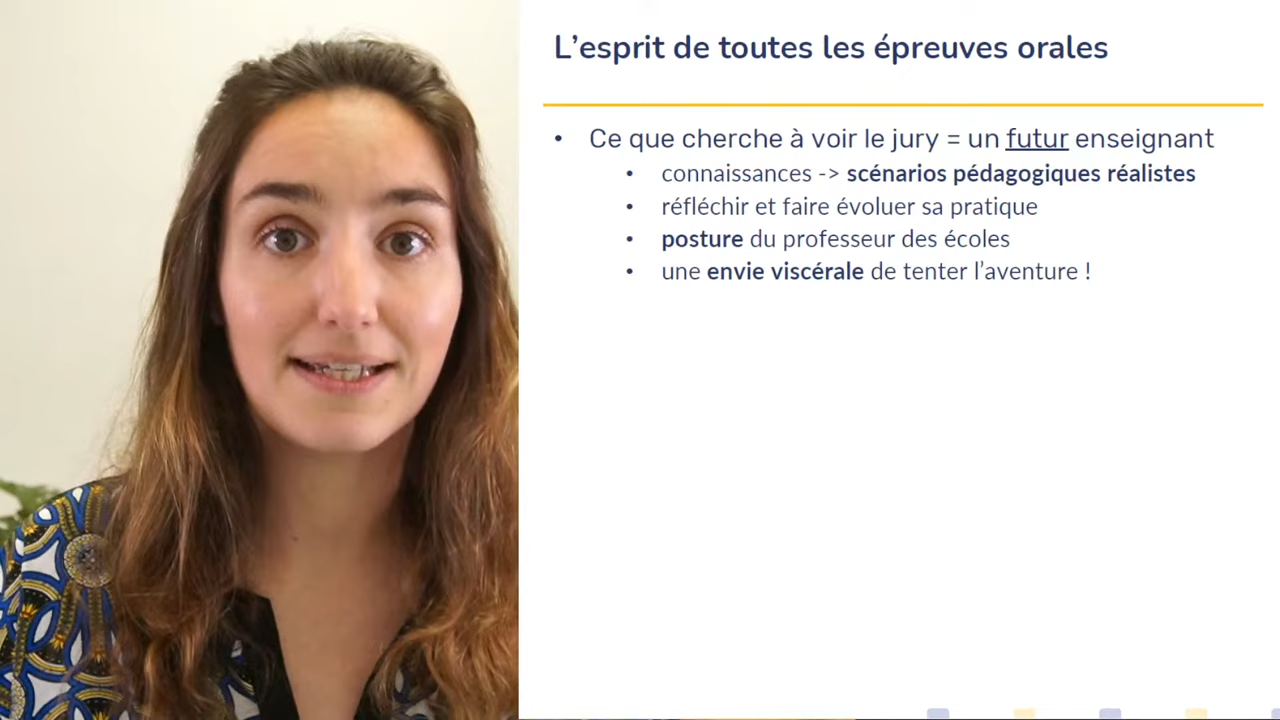 L'esprit de toutes les épreuves orales
• Ce que cherche à voir le jury = un futur enseignant
• connaissances -> scénarios pédagogiques réalistes
• réfléchir et faire évoluer sa pratique
• posture du professeur des écoles
• une envie viscérale de tenter l'aventure !